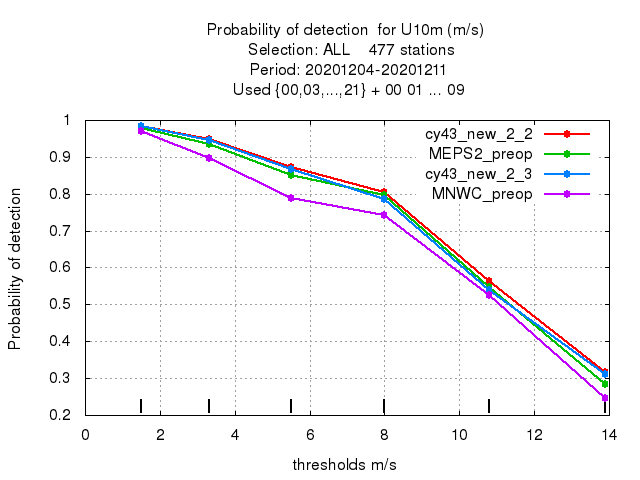 Probability of detection  for U10m (m/s)
Selection: ALL    477 stations
Period: 20201204-20201211
Used {00,03,...,21} + 00 01 ... 09
cy43_new_2_2
MEPS2_preop
cy43_new_2_3
MNWC_preop
Probability of detection
1
0.9
0.8
0.7
0.6
0.5
0.4
0.3
0.2
0 2 4 6 8 10 12 14
thresholds m/s